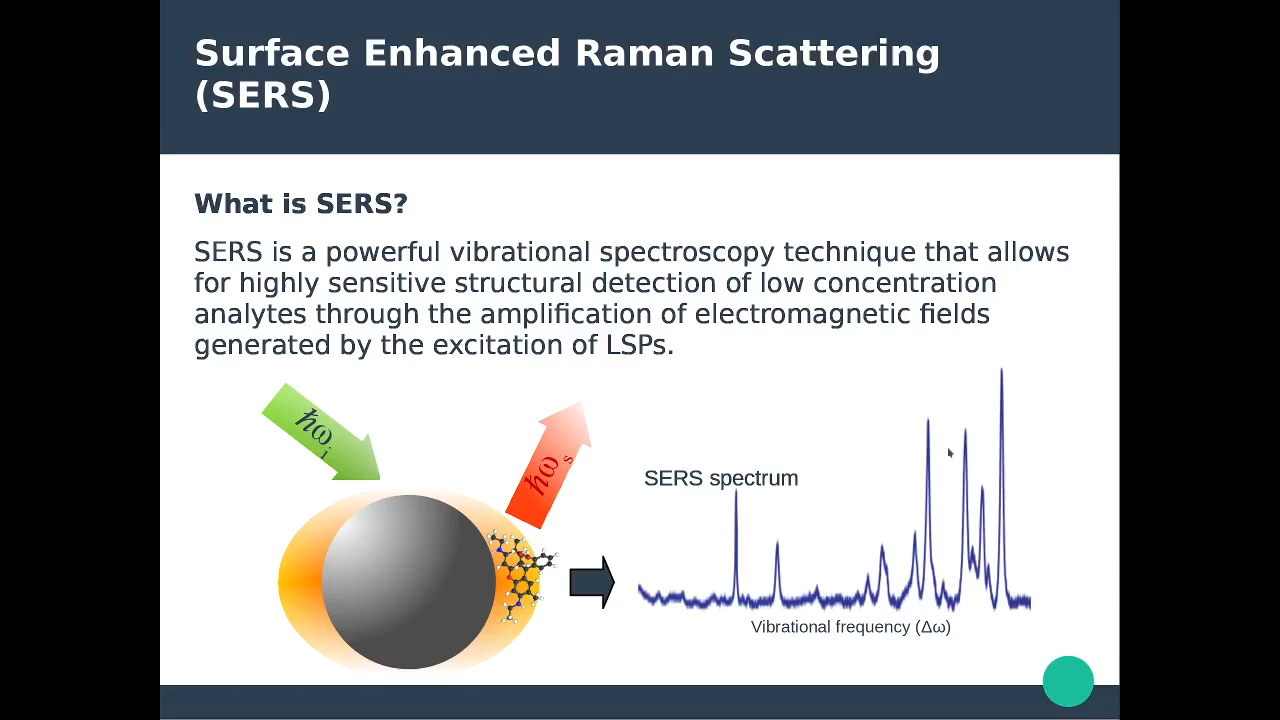 Surface Enhanced Raman Scattering
(SERS)
What is SERS?
SERS is a powerful vibrational spectroscopy technique that allows
for highly sensitive structural detection of low concentration
analytes through the amplification of electromagnetic fields
generated by the excitation of LSPs.
ℏωi
ℏωs
SERS spectrum
Vibrational frequency (Δω)